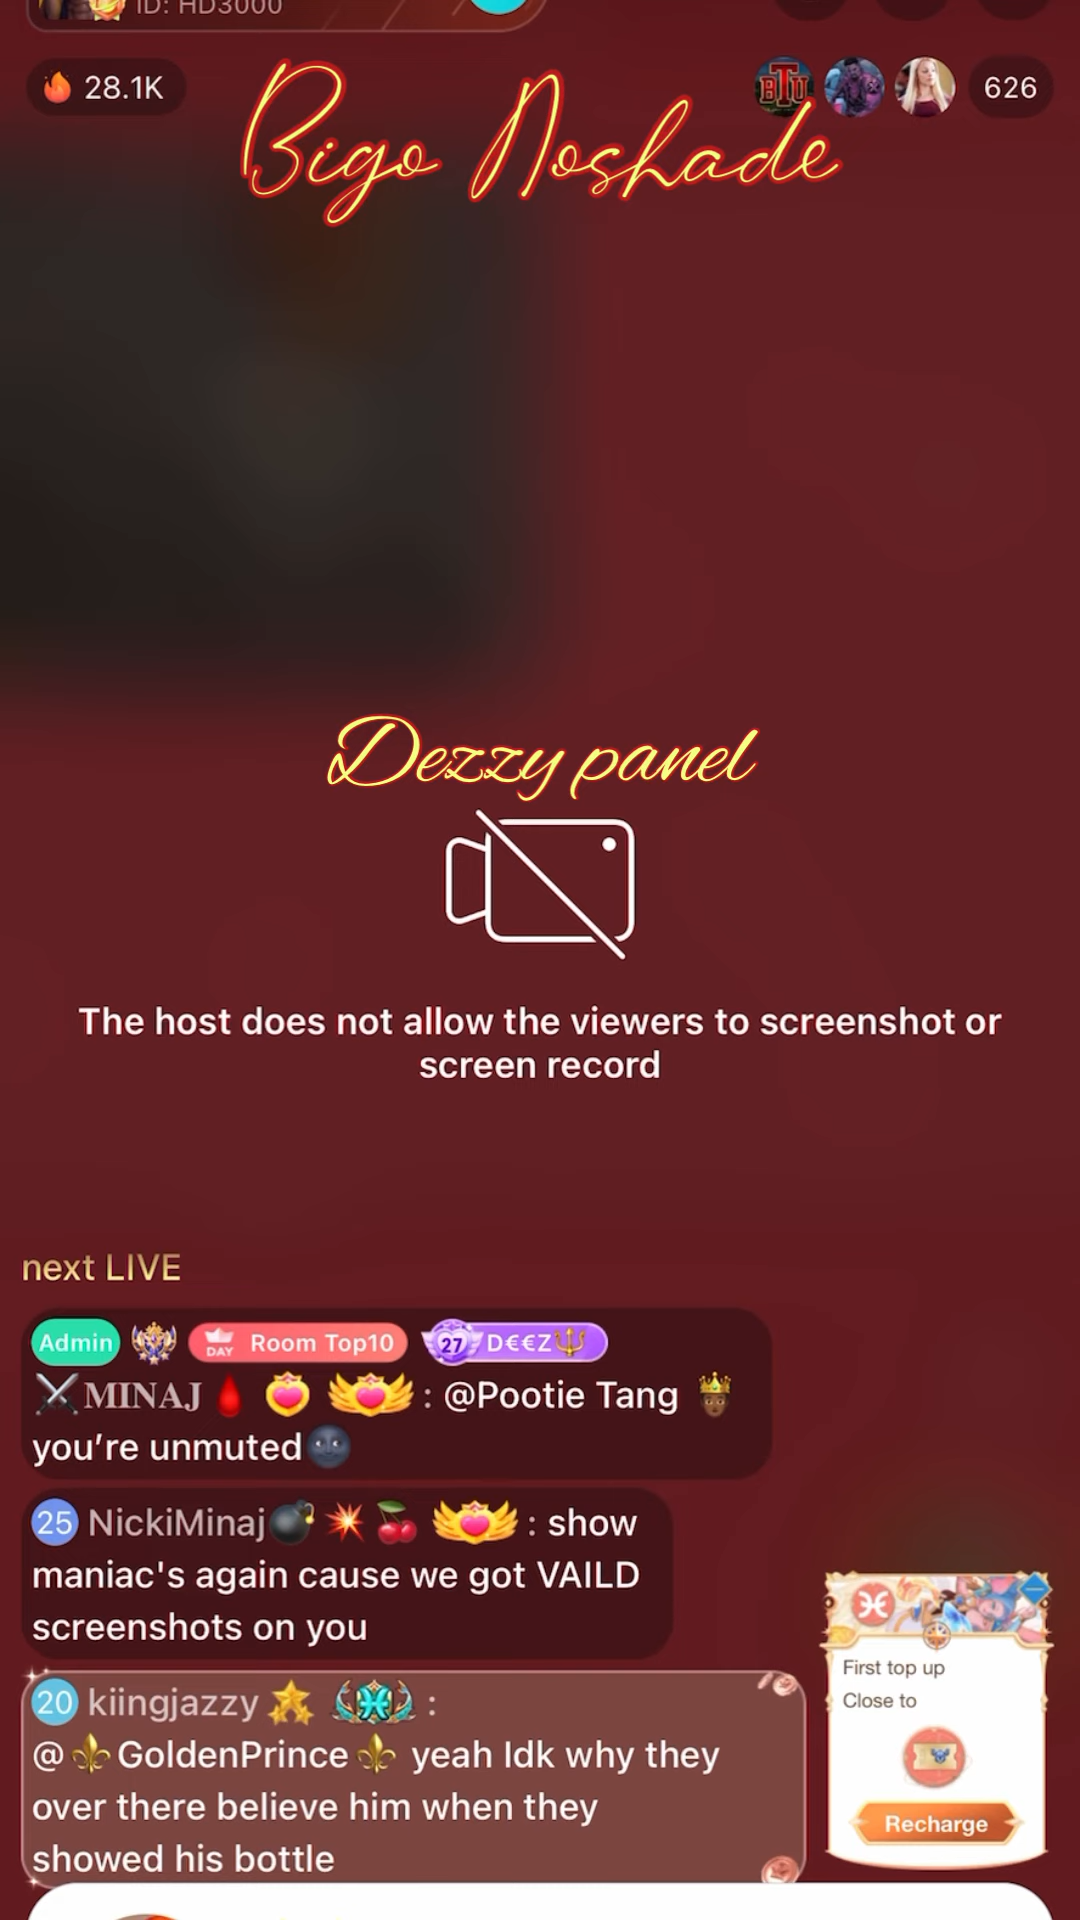 ID: HD3000
28.1K
BTU
626
Bigo Noshade
Dezzy panel
The host does not allow the viewers to screenshot or
screen record
next LIVE
Admin DAY Room Top10 27 D€€Z🔱
⚔️MINAJ🩸 : @Pootie Tang 🤴🏾
you’re unmuted🌚
25 NickiMinaj💣💥🍒 : show
maniac's again cause we got VAILD
screenshots on you
20 kiingjazzy :
@⚜️GoldenPrince⚜️ yeah Idk why they
over there believe him when they
showed his bottle
First top up
Close to
Recharge